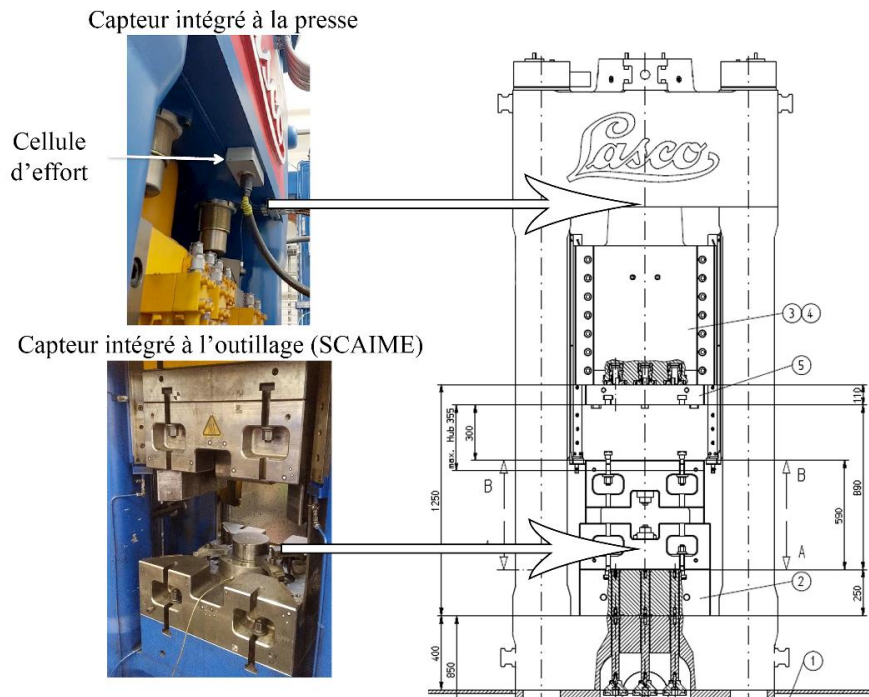 Capteur intégré à la presse
Cellule
d'effort
Lasco
Capteur intégré à l'outillage (SCAIME)
3 4
5
110
max. Hub 355
300
B
B
1250
590
890
A
2
250
400
850
1